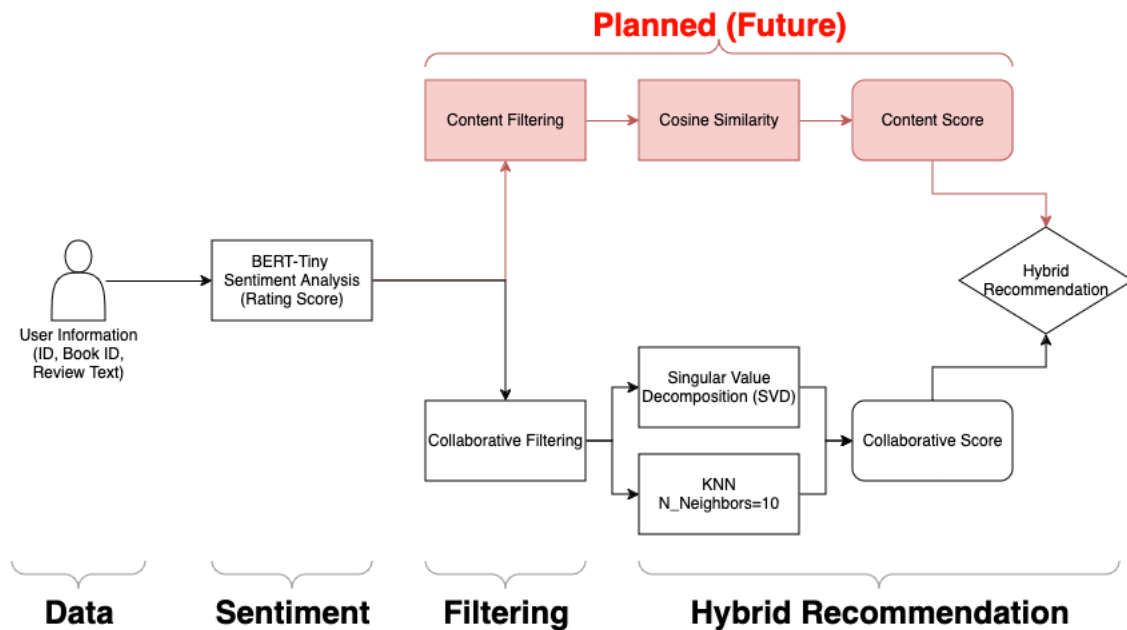 Planned (Future)
Content Filtering
Cosine Similarity
Content Score
BERT-Tiny
Sentiment Analysis
(Rating Score)
Hybrid
Recommendation
User Information
(ID, Book ID,
Review Text)
Singular Value
Decomposition (SVD)
Collaborative Filtering
Collaborative Score
KNN
N_Neighbors=10
Data
Sentiment
Filtering
Hybrid Recommendation